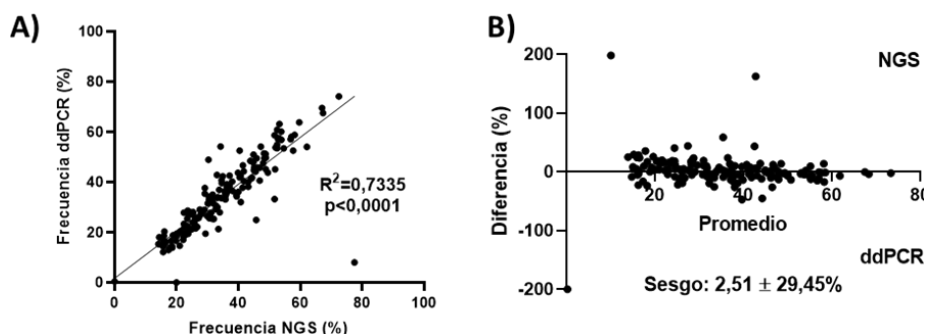 A)
Frecuencia ddPCR (%)
100
80
60
40
20
0
R²=0,7335
p<0,0001
0
20
40
60
80
100
Frecuencia NGS (%)
B)
Diferencia (%)
200
100
0
-100
-200
NGS
20
40
60
80
Promedio
ddPCR
Sesgo: 2,51 ± 29,45%